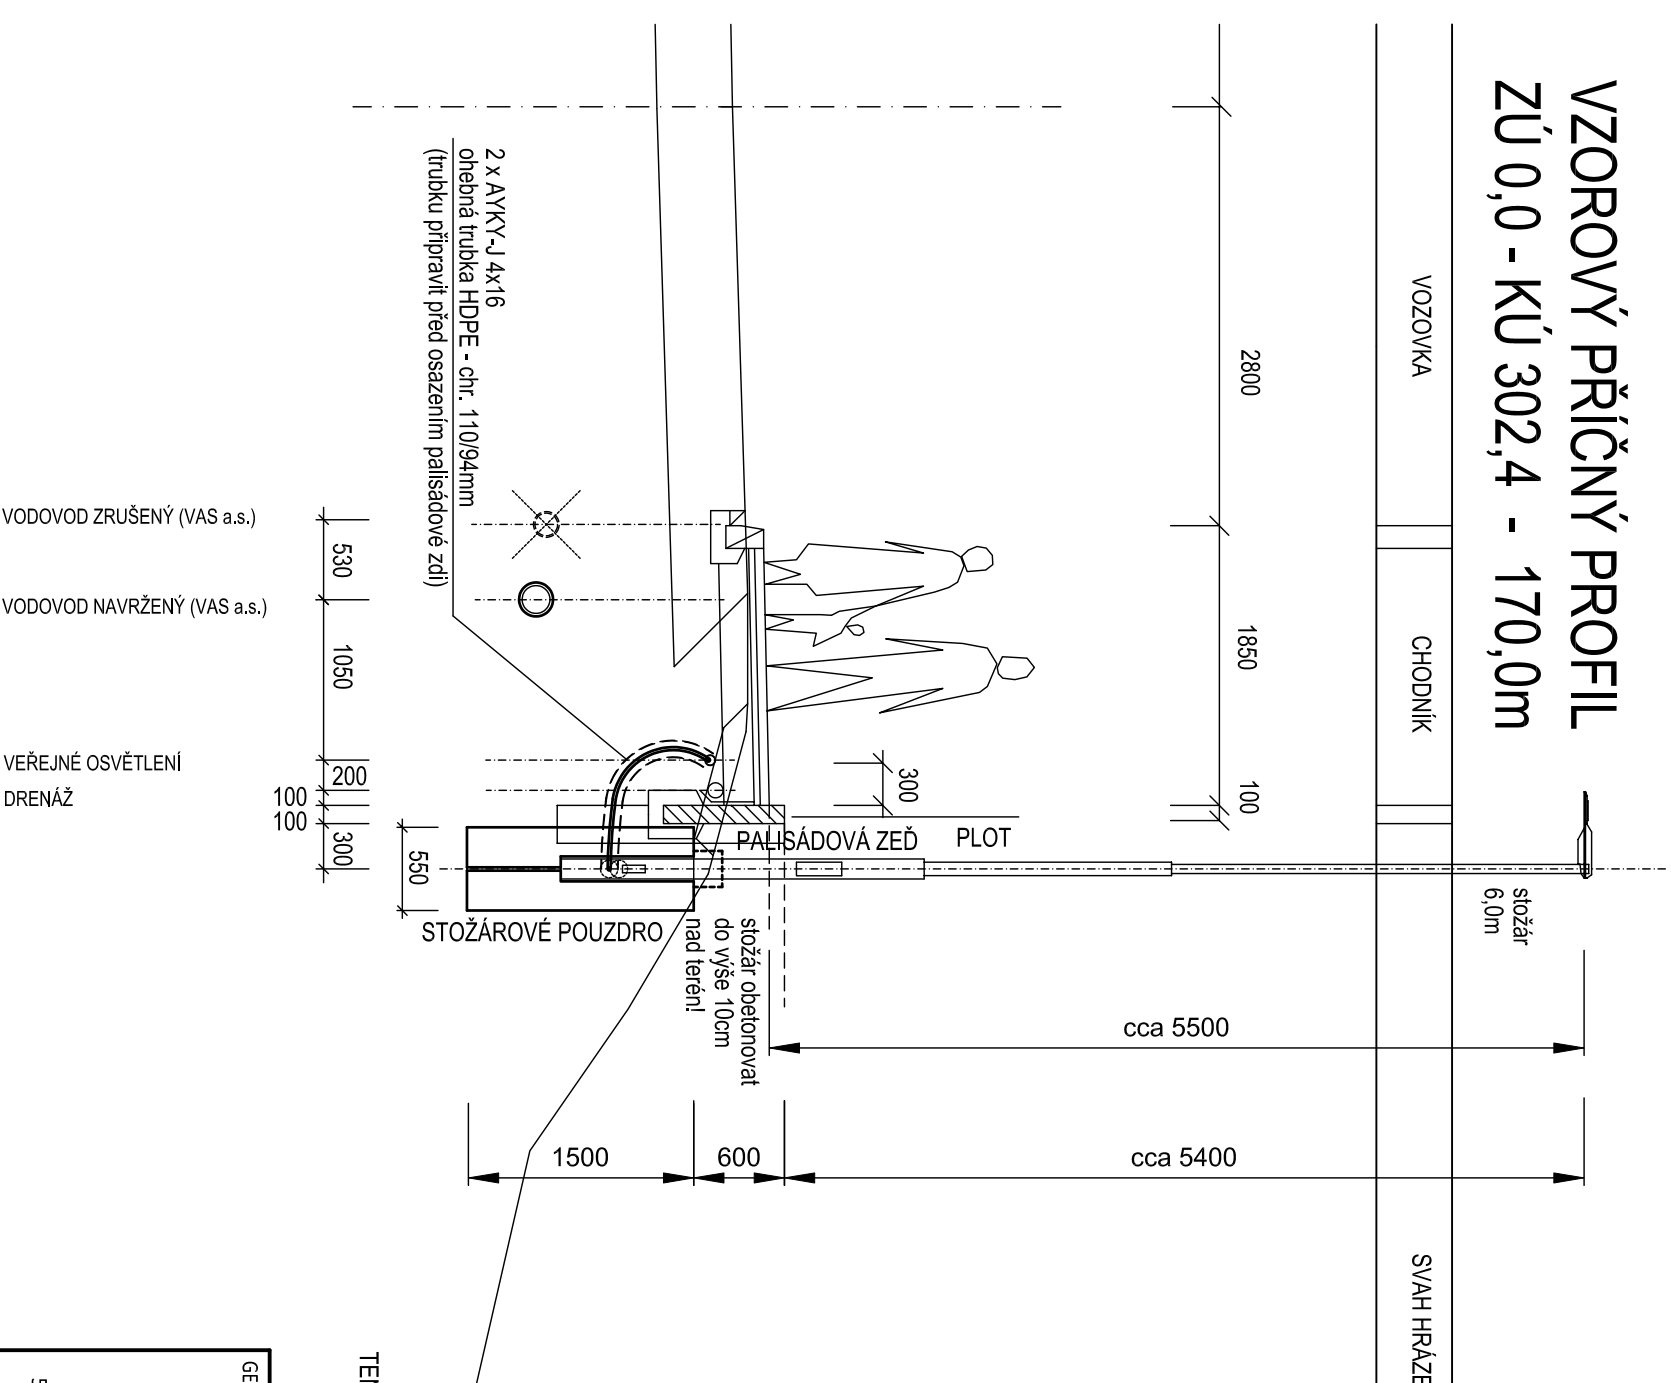 VZOROVÝ PŘÍČNÝ PROFIL
ZÚ 0,0 - KÚ 302,4 - 170,0m
VOZOVKA
CHODNÍK
SVAH HRÁZE
2800
1850
100
2 x AYKY-J 4x16
ohebná trubka HDPE - chr. 110/94mm
(trubku připravit před osazením palisádové zdi)
300
PALISÁDOVÁ ZEĎ
PLOT
stožár
6,0m
VODOVOD ZRUŠENÝ (VAS a.s.)
530
VODOVOD NAVRŽENÝ (VAS a.s.)
1050
VEŘEJNÉ OSVĚTLENÍ
200
DRENÁŽ
100
100
300
550
STOŽÁROVÉ POUZDRO
stožár obetonovat
do výše 10cm
nad terén!
cca 5500
1500
600
cca 5400